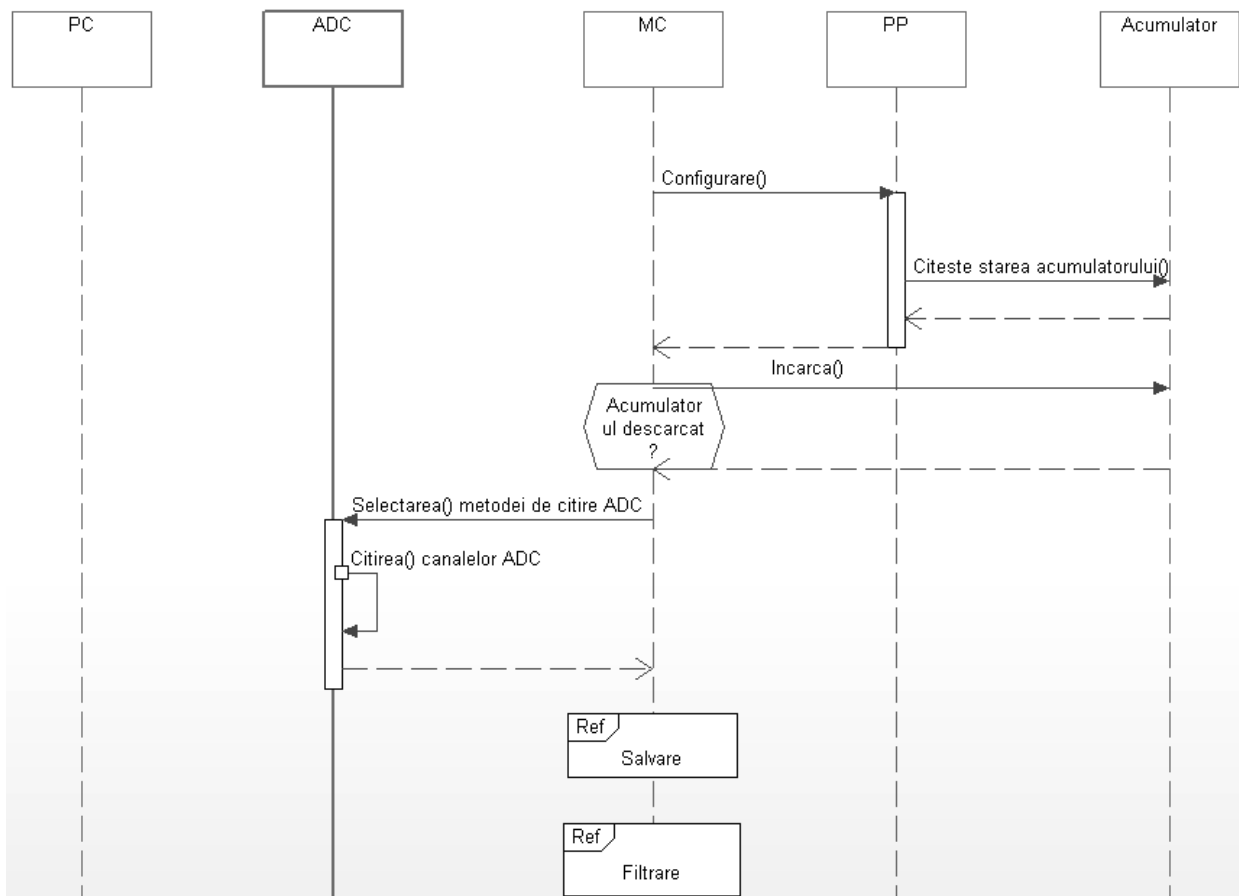 PC
ADC
MC
PP
Acumulator
Configurare()
Citeste starea acumulatorului()
Incarca()
Acumulator
ul descarcat
?
Selectarea() metodei de citire ADC
Citirea() canalelor ADC
Ref
Salvare
Ref
Filtrare